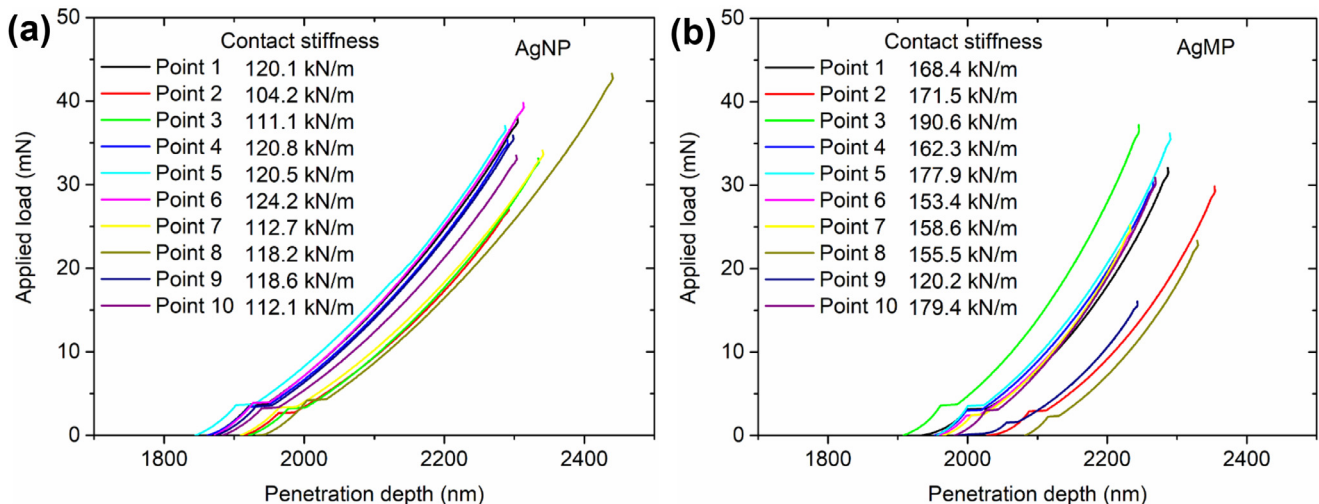 (a)
50
40
30
20
10
0
Applied load (mN)
Contact stiffness
AgNP
Point 1 120.1 kN/m
Point 2 104.2 kN/m
Point 3 111.1 kN/m
Point 4 120.8 kN/m
Point 5 120.5 kN/m
Point 6 124.2 kN/m
Point 7 112.7 kN/m
Point 8 118.2 kN/m
Point 9 118.6 kN/m
Point 10 112.1 kN/m
1800 2000 2200 2400
Penetration depth (nm)
(b)
50
40
30
20
10
0
Applied load (mN)
Contact stiffness
AgMP
Point 1 168.4 kN/m
Point 2 171.5 kN/m
Point 3 190.6 kN/m
Point 4 162.3 kN/m
Point 5 177.9 kN/m
Point 6 153.4 kN/m
Point 7 158.6 kN/m
Point 8 155.5 kN/m
Point 9 120.2 kN/m
Point 10 179.4 kN/m
1800 2000 2200 2400
Penetration depth (nm)